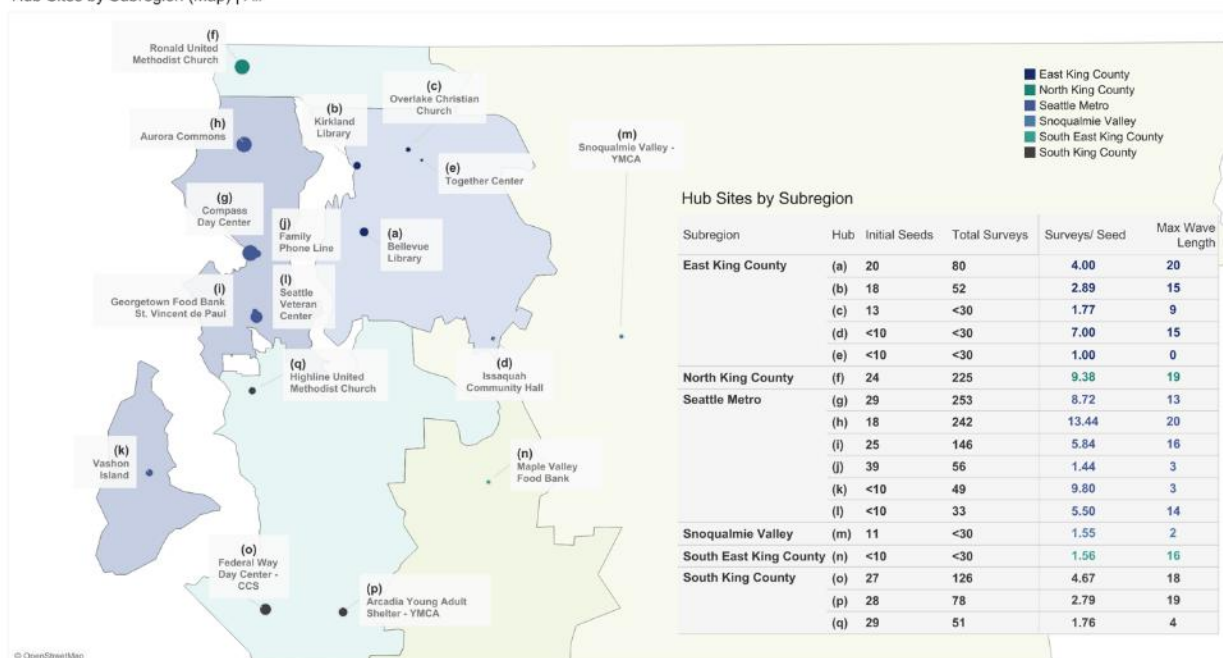 Hub Sites by Subregion (Map) | All
(f)
Ronald United
Methodist Church
(h)
Aurora Commons
(b)
Kirkland
Library
(c)
Overlake Christian
Church
(e)
Together Center
(m)
Snoqualmie Valley -
YMCA
(g)
Compass
Day Center
(j)
Family
Phone Line
(a)
Bellevue
Library
(i)
Georgetown Food Bank
St. Vincent de Paul
(l)
Seattle
Veteran
Center
(d)
Issaquah
Community Hall
(q)
Highline United
Methodist Church
(k)
Vashon
Island
(n)
Maple Valley
Food Bank
(o)
Federal Way
Day Center -
CCS
(p)
Arcadia Young Adult
Shelter - YMCA
East King County
North King County
Seattle Metro
Snoqualmie Valley
South East King County
South King County
Hub Sites by Subregion
Subregion Hub Initial Seeds Total Surveys Surveys/ Seed Max Wave Length
East King County (a) 20 80 4.00 20
(b) 18 52 2.89 15
(c) 13 <30 1.77 9
(d) <10 <30 7.00 15
(e) <10 <30 1.00 0
North King County (f) 24 225 9.38 19
Seattle Metro (g) 29 253 8.72 13
(h) 18 242 13.44 20
(i) 25 146 5.84 16
(j) 39 56 1.44 3
(k) <10 49 9.80 3
(l) <10 33 5.50 14
Snoqualmie Valley (m) 11 <30 1.55 2
South East King County (n) <10 <30 1.56 16
South King County (o) 27 126 4.67 18
(p) 28 78 2.79 19
(q) 29 51 1.76 4
© OpenStreetMap